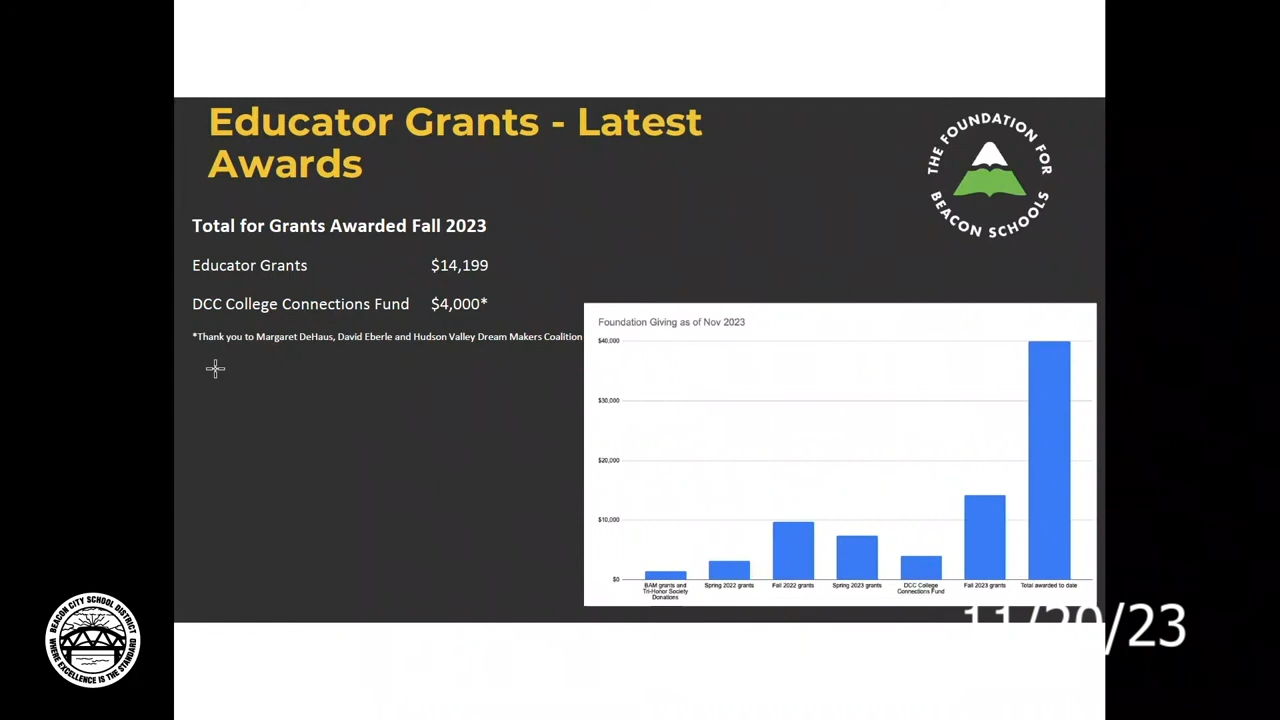 Educator Grants - Latest
Awards
THE FOUNDATION FOR
BEACON SCHOOLS
Total for Grants Awarded Fall 2023
Educator Grants $14,199
DCC College Connections Fund $4,000*
*Thank you to Margaret DeHaus, David Eberle and Hudson Valley Dream Makers Coalition
Foundation Giving as of Nov 2023
$40,000
$30,000
$20,000
$10,000
$0
BAM grants and
Tri-Honor Society
Donations
Spring 2022 grants
Fall 2022 grants
Spring 2023 grants
DCC College
Connections Fund
Fall 2023 grants
Total awarded to date
11/20/23
BEACON CITY SCHOOL DISTRICT
WHERE EXCELLENCE IS THE STANDARD